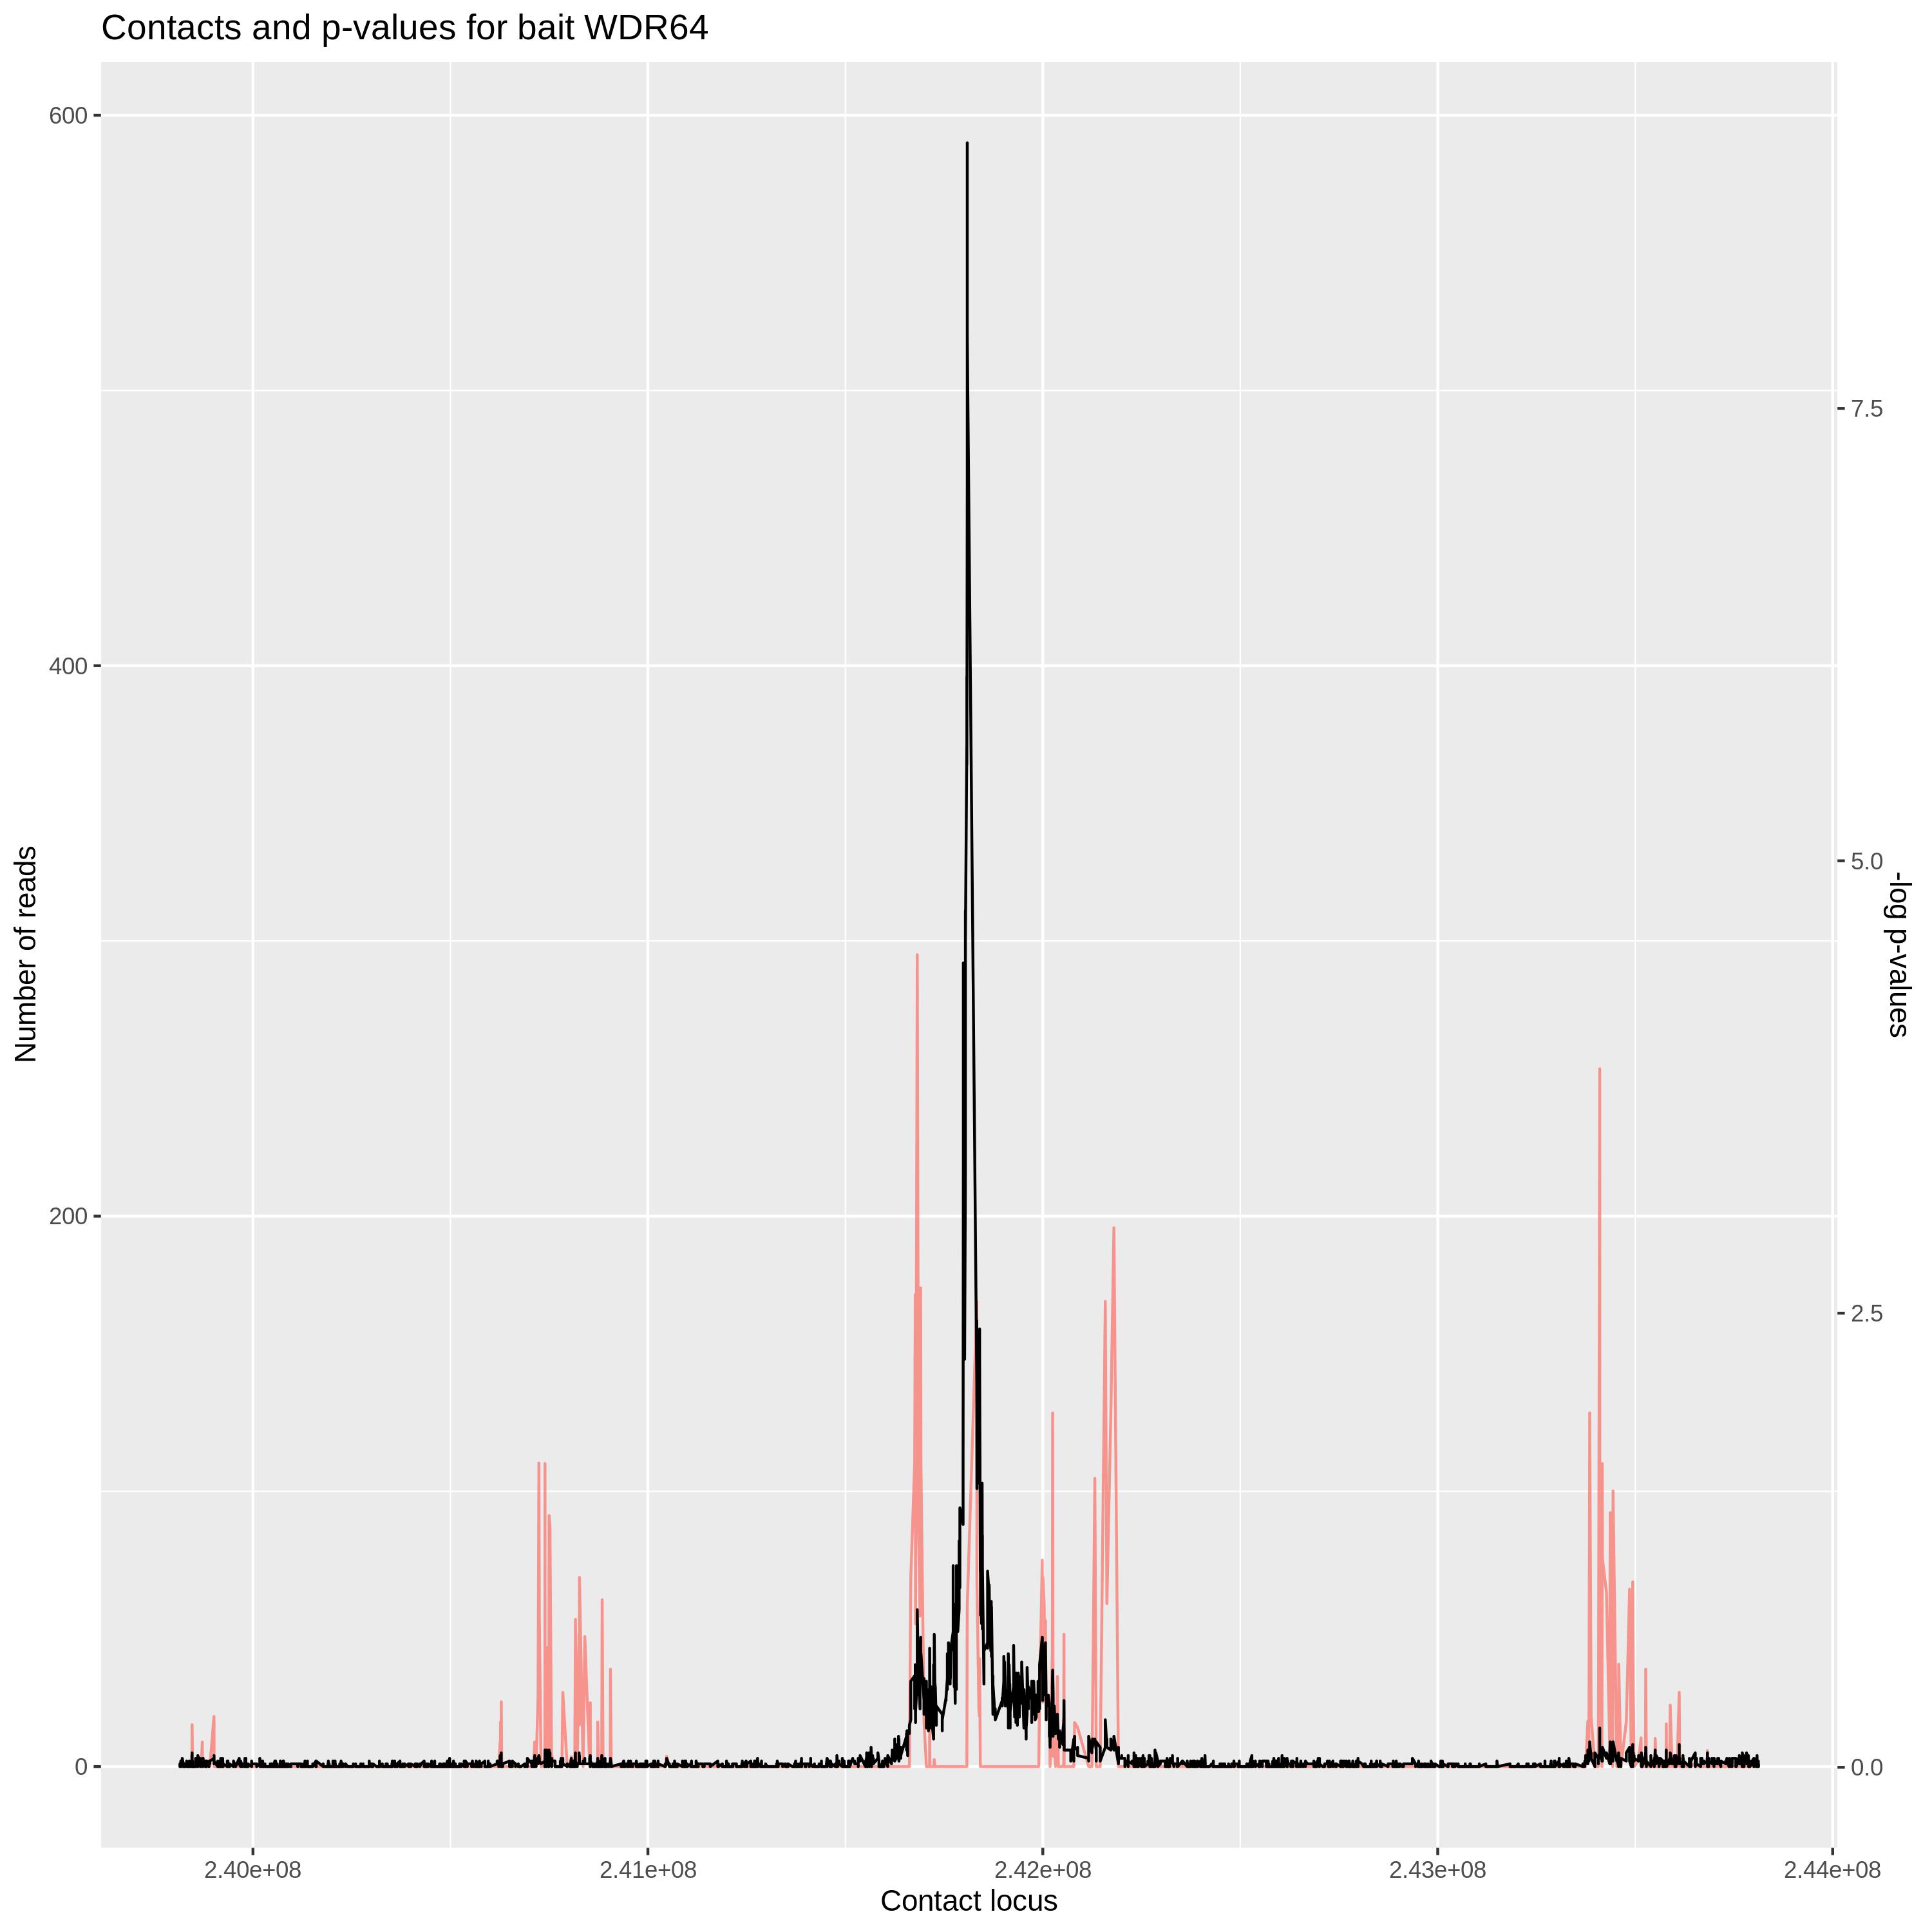 Contacts and p-values for bait WDR64
600
400
200
0
Number of reads
7.5
5.0
2.5
0.0
-log p-values
2.40e+08
2.41e+08
2.42e+08
2.43e+08
2.44e+08
Contact locus